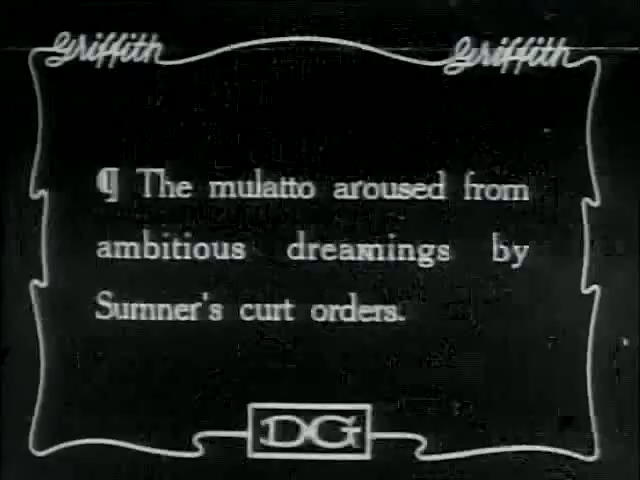 Griffith Griffith
¶ The mulatto aroused from
ambitious dreamings by
Sumner's curt orders.
DG